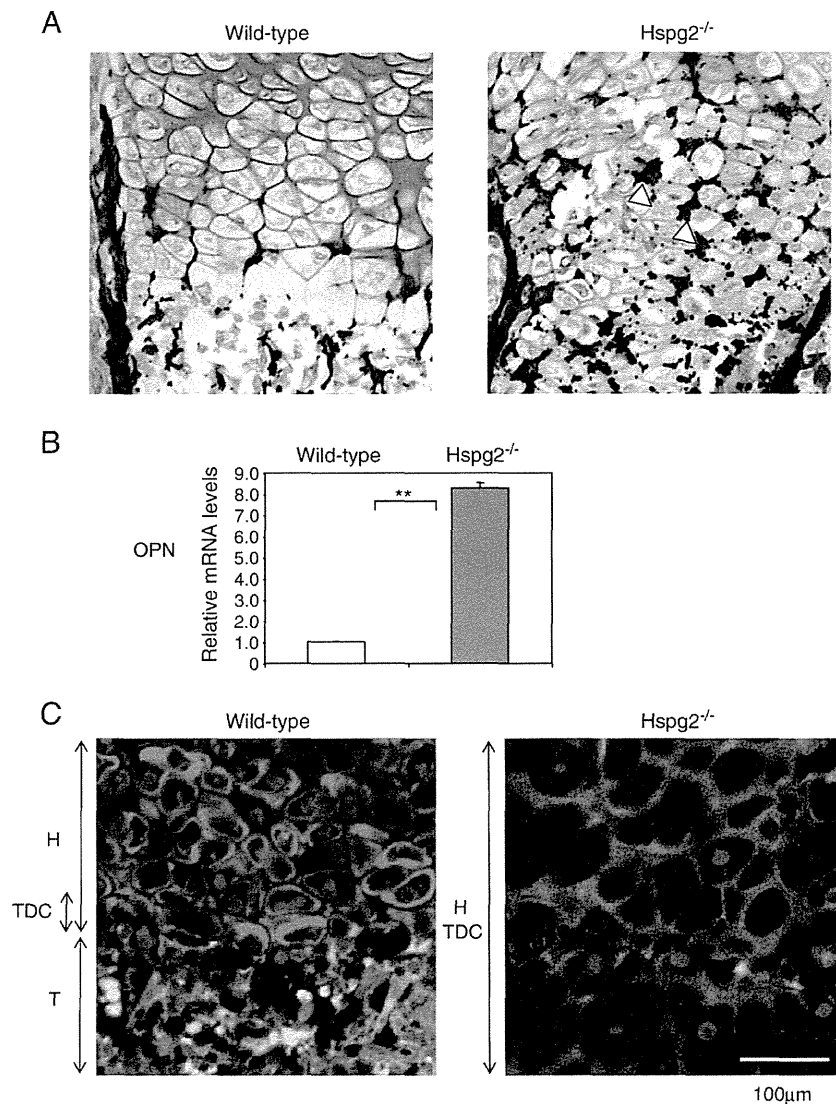 A
Wild-type
Hspg2-/-
B
Wild-type
Hspg2-/-
OPN
Relative mRNA levels
9.0
8.0
7.0
6.0
5.0
4.0
3.0
2.0
1.0
0
**
C
Wild-type
Hspg2-/-
H
TDC
T
H
TDC
100μm